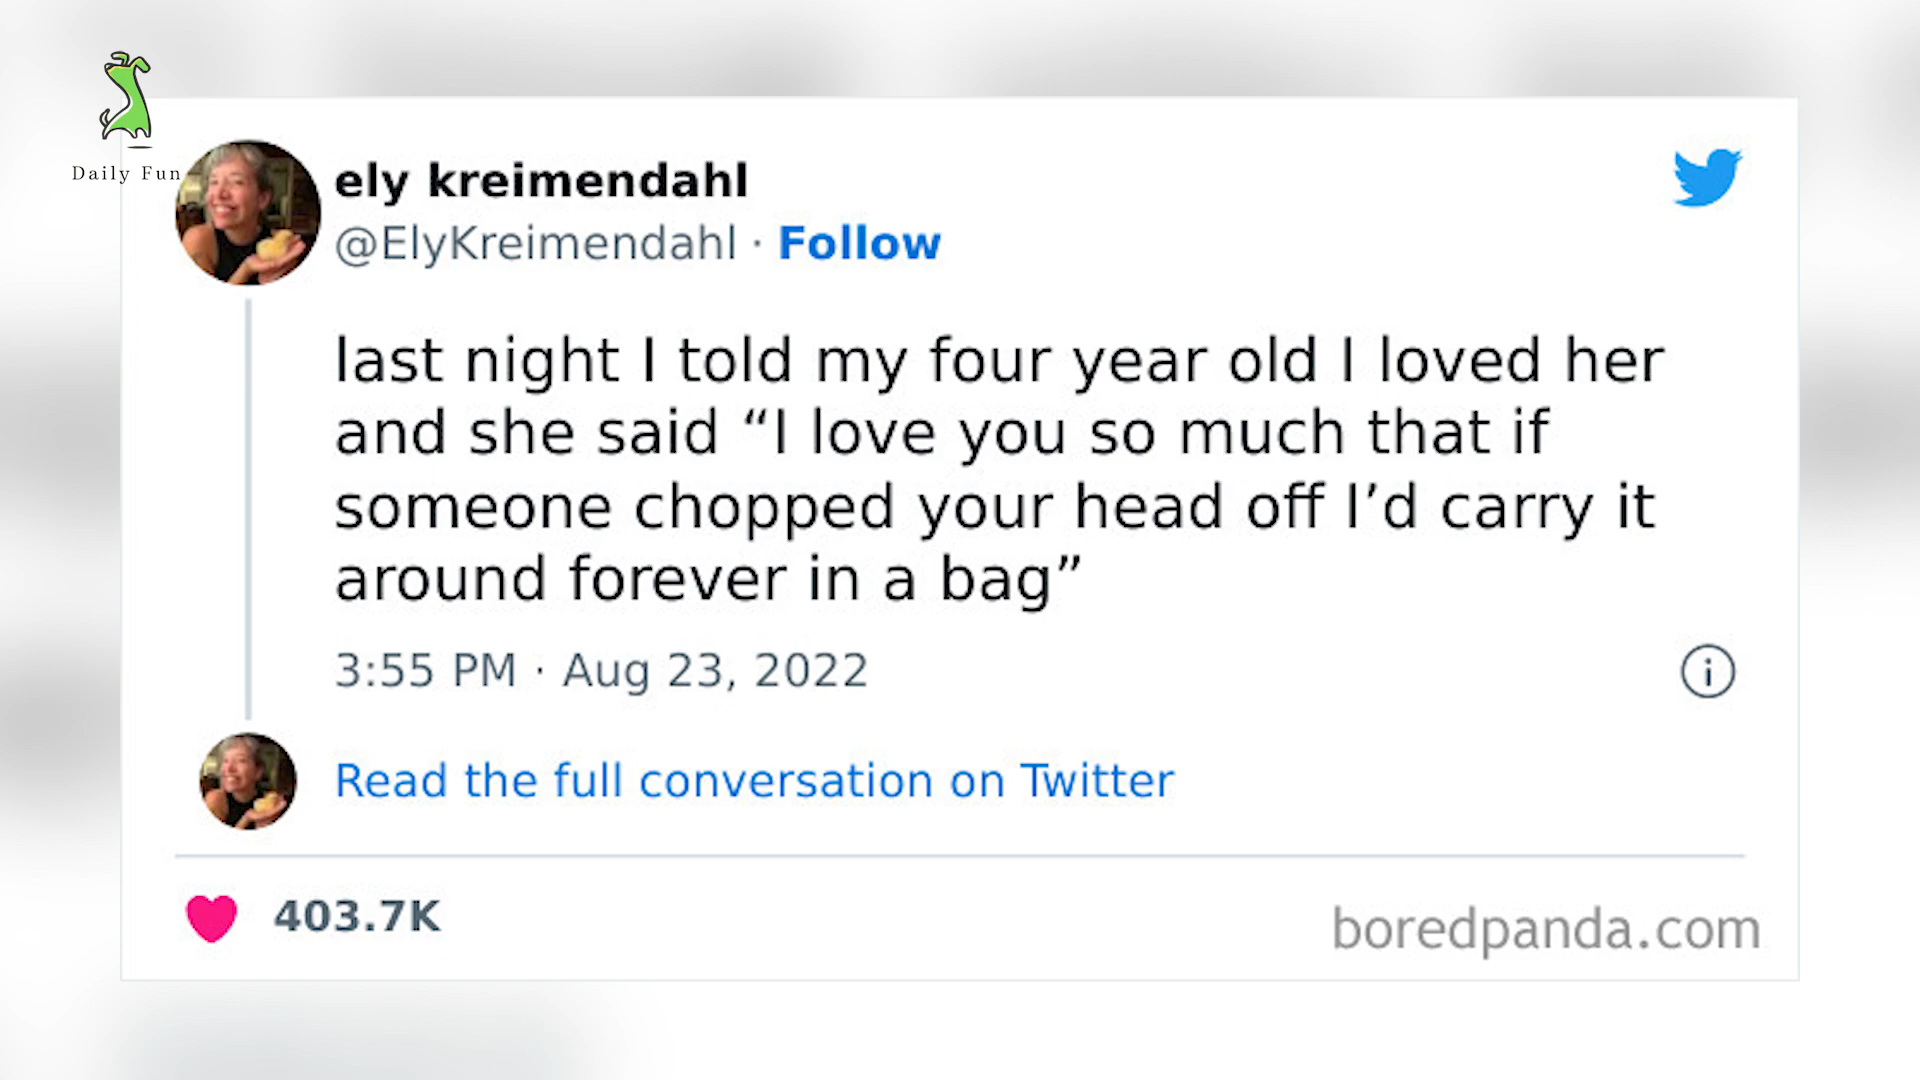 Daily Fun
ely kreimendahl
@ElyKreimendahl · Follow
last night I told my four year old I loved her
and she said “I love you so much that if
someone chopped your head off I’d carry it
around forever in a bag”
3:55 PM · Aug 23, 2022
Read the full conversation on Twitter
403.7K
boredpanda.com